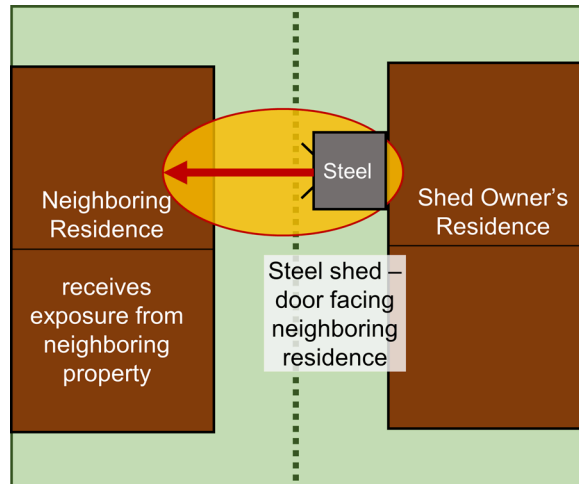 Neighboring
Residence
receives
exposure from
neighboring
property
Steel
Steel shed –
door facing
neighboring
residence
Shed Owner’s
Residence